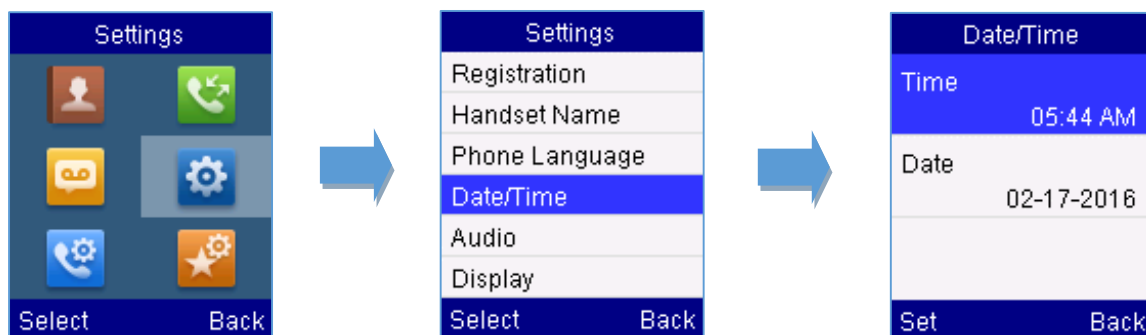 Settings
Select Back
Settings
Registration
Handset Name
Phone Language
Date/Time
Audio
Display
Select Back
Date/Time
Time
05:44 AM
Date
02-17-2016
Set Back